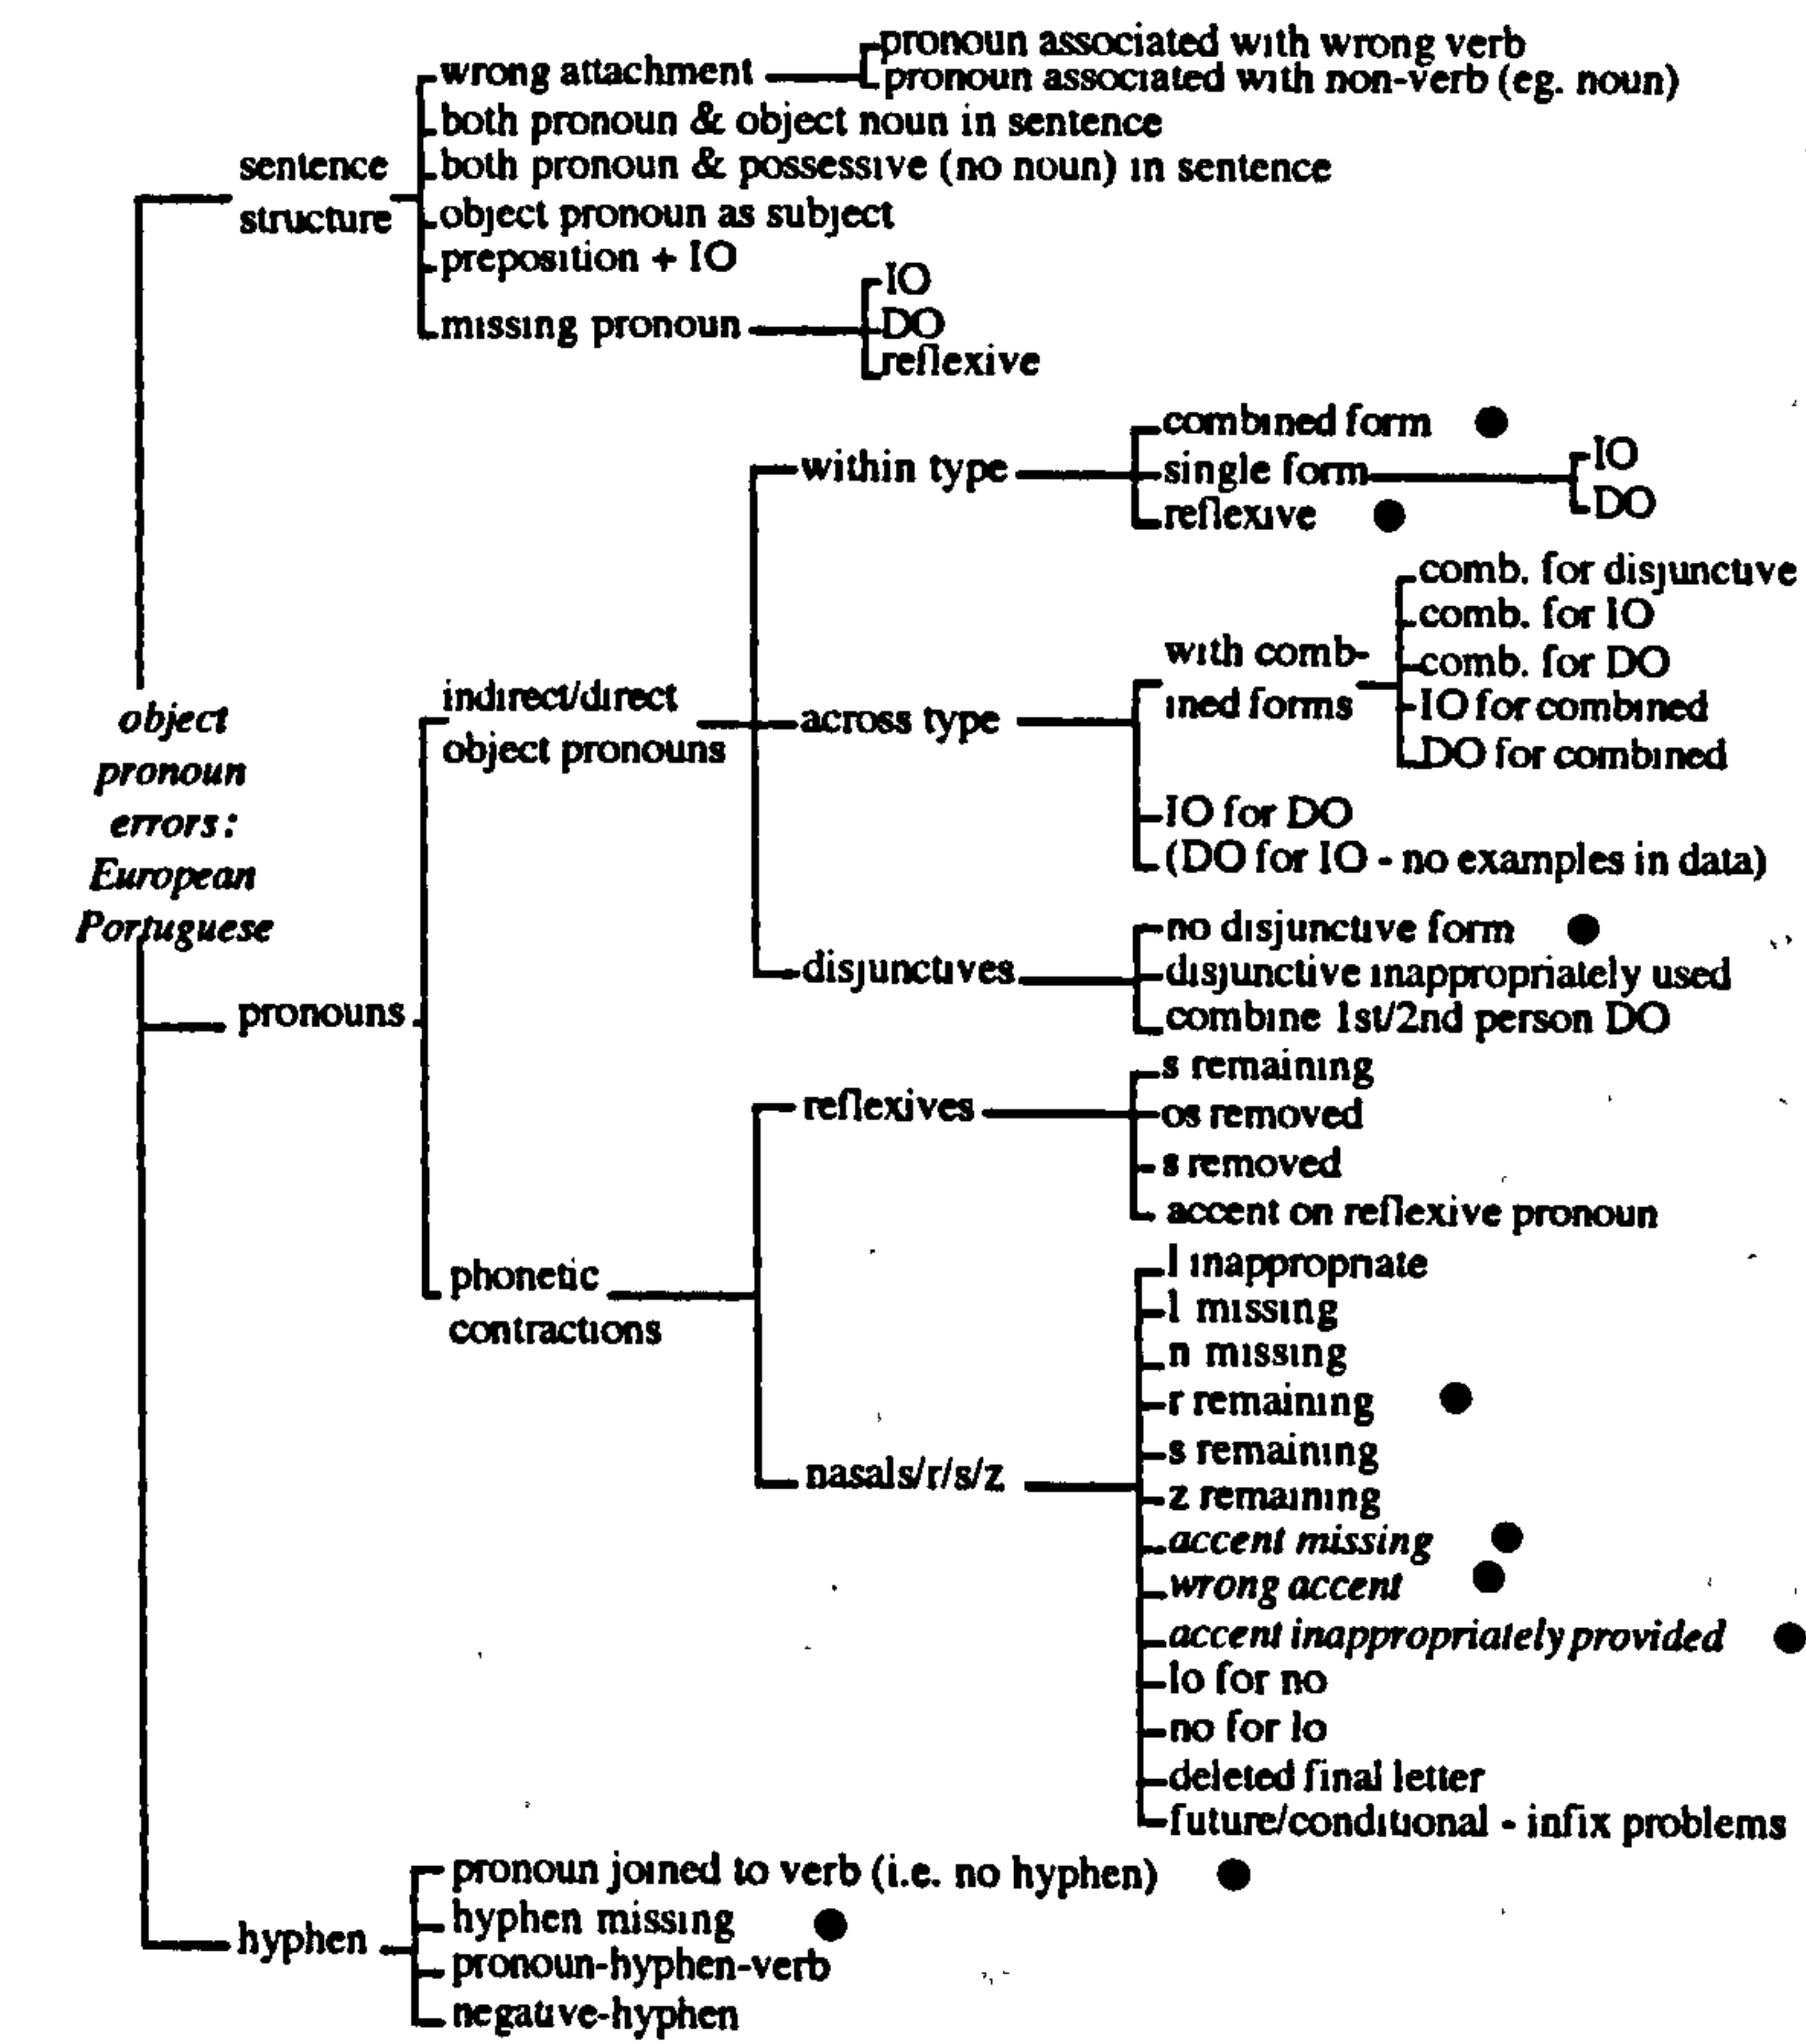 pronoun associated with wrong verb
wrong attachment
pronoun associated with non-verb (eg. noun)
both pronoun & object noun in sentence
sentence
structure
both pronoun & possessive (no noun) in sentence
object pronoun as subject
preposition + IO
missing pronoun
IO
DO
reflexive
object
pronoun
errors:
European
Portuguese
pronouns
indirect/direct
object pronouns
within type
combined form
single form
IO
DO
reflexive
across type
with comb-
ined forms
comb. for disjunctive
comb. for IO
comb. for DO
IO for combined
DO for combined
IO for DO
(DO for IO - no examples in data)
disjunctives
no disjunctive form
disjunctive inappropriately used
combine 1st/2nd person DO
phonetic
contractions
reflexives
s remaining
os removed
s removed
accent on reflexive pronoun
nasals/r/s/z
l inappropriate
l missing
n missing
r remaining
s remaining
z remaining
accent missing
wrong accent
accent inappropriately provided
lo for no
no for lo
deleted final letter
future/conditional - infix problems
hyphen
pronoun joined to verb (i.e. no hyphen)
hyphen missing
pronoun-hyphen-verb
negative-hyphen